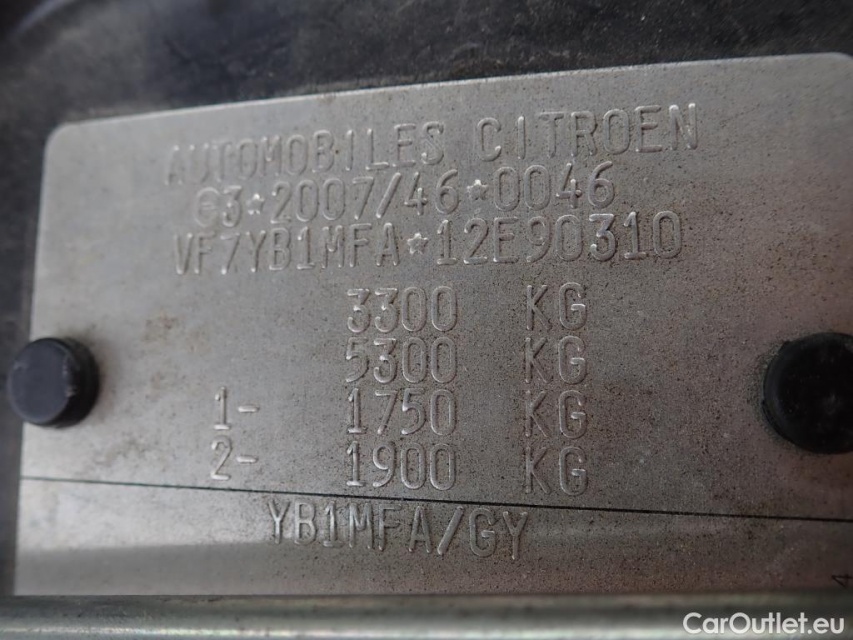 AUTOMOBILES CITROEN
e3*2007/46*0046
VF7YB1MFA*12E90310
3300 KG
5300 KG
1- 1750 KG
2- 1900 KG
YB1MFA/GY
4
CarOutlet.eu